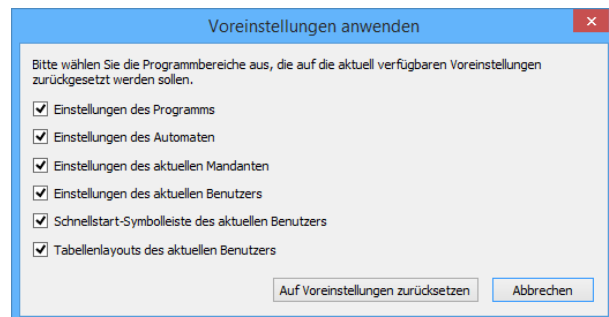 Voreinstellungen anwenden
Bitte wählen Sie die Programmbereiche aus, die auf die aktuell verfügbaren Voreinstellungen
zurückgesetzt werden sollen.
Einstellungen des Programms
Einstellungen des Automaten
Einstellungen des aktuellen Mandanten
Einstellungen des aktuellen Benutzers
Schnellstart-Symbolleiste des aktuellen Benutzers
Tabellenlayouts des aktuellen Benutzers
Auf Voreinstellungen zurücksetzen Abbrechen